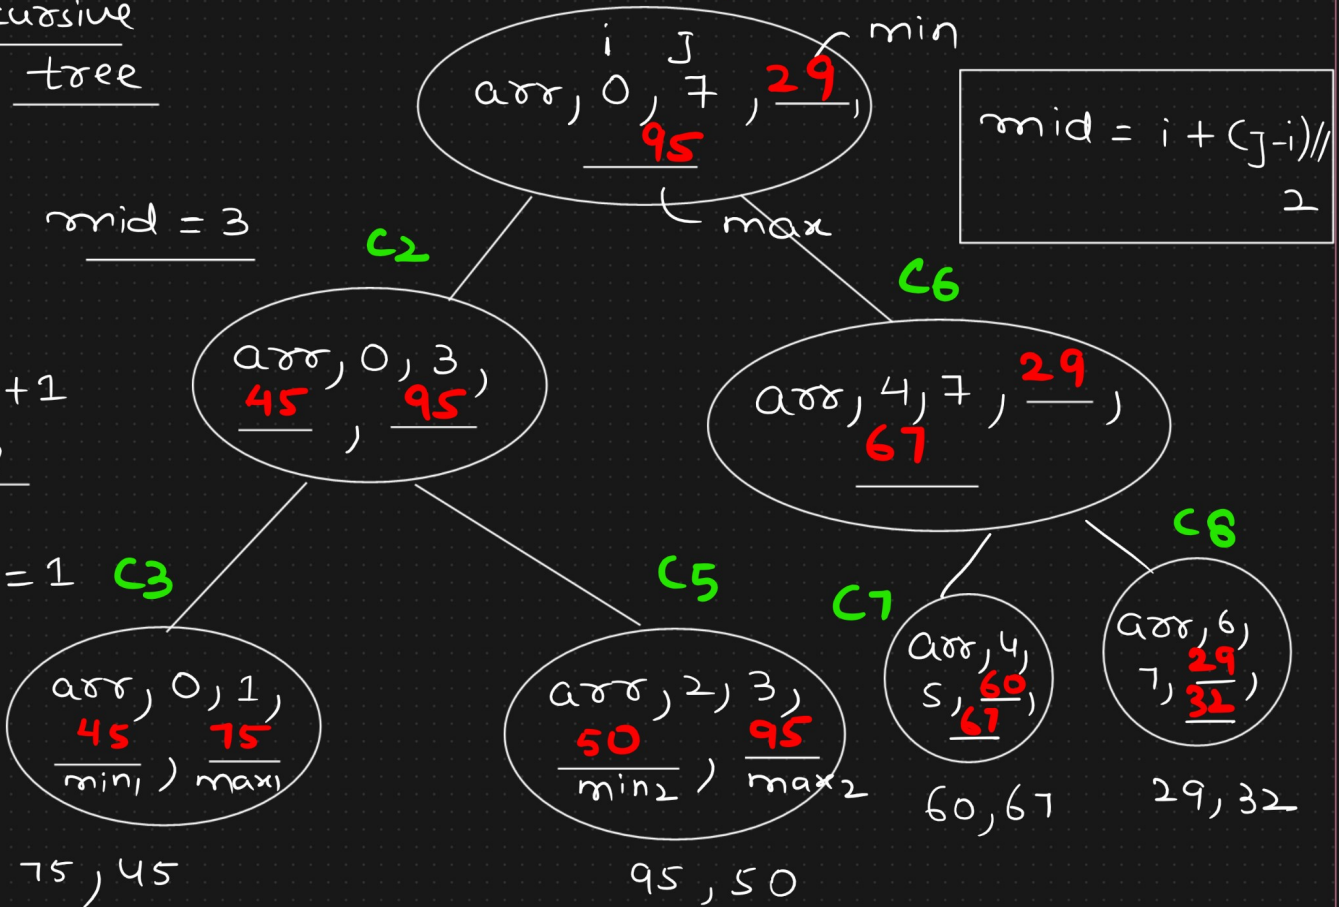 cursive
tree
i J
min
arr, 0, 7, 29,
95
max
mid = i + (J-i)//
2
mid = 3
C2
C6
arr, 0, 3,
45, 95
+1
arr, 4, 7, 29,
67
= 1
C3
C5
C7
C8
arr, 0, 1,
45, 75
min1, max1
75, 45
arr, 2, 3,
50, 95
min2, max2
95, 50
arr, 4,
5, 60,
67
60, 67
arr, 6,
7, 29,
32
29, 32